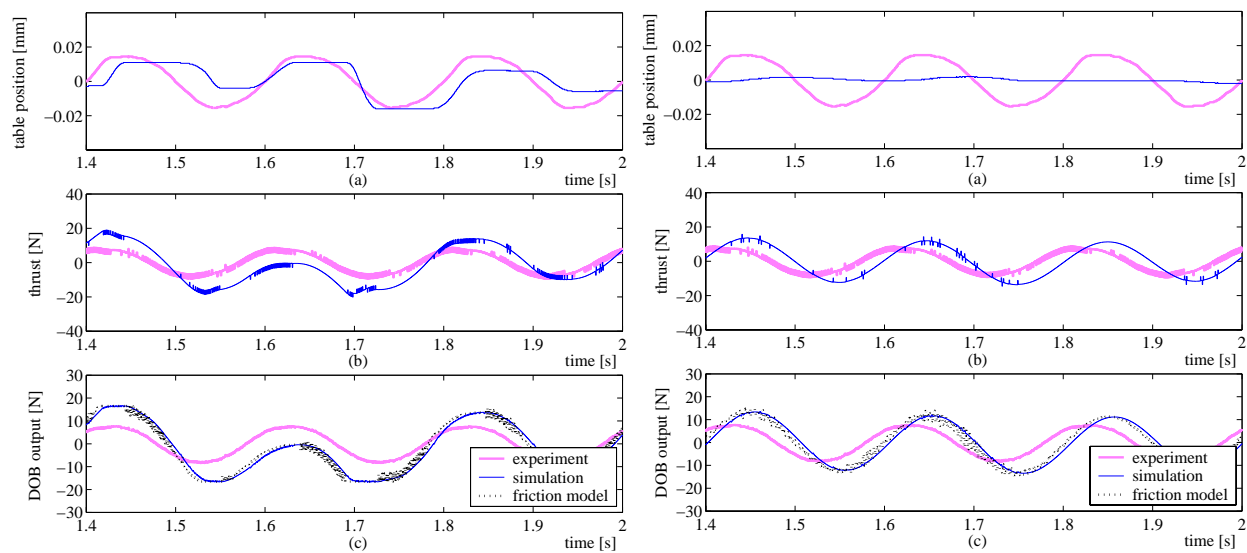 table position [mm]
0.02
0
−0.02
1.4 1.5 1.6 1.7 1.8 1.9 2
(a) time [s]
thrust [N]
40
20
0
−20
−40
1.4 1.5 1.6 1.7 1.8 1.9 2
(b) time [s]
DOB output [N]
30
20
10
0
−10
−20
−30
experiment
simulation
friction model
1.4 1.5 1.6 1.7 1.8 1.9 2
(c) time [s]
table position [mm]
0.02
0
−0.02
1.4 1.5 1.6 1.7 1.8 1.9 2
(a) time [s]
thrust [N]
40
20
0
−20
−40
1.4 1.5 1.6 1.7 1.8 1.9 2
(b) time [s]
DOB output [N]
30
20
10
0
−10
−20
−30
experiment
simulation
friction model
1.4 1.5 1.6 1.7 1.8 1.9 2
(c) time [s]